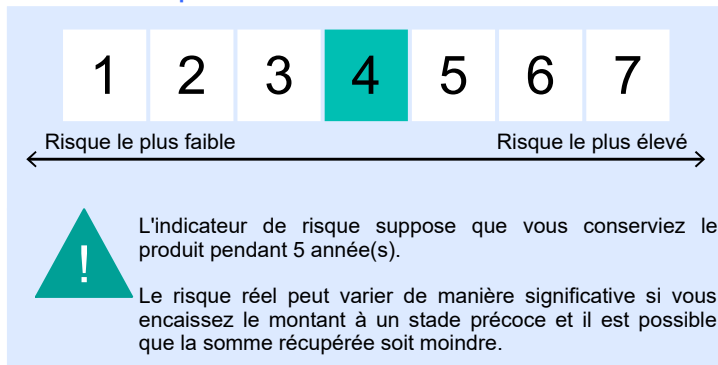 1 2 3 4 5 6 7
Risque le plus faible Risque le plus élevé
!
L'indicateur de risque suppose que vous conserviez le
produit pendant 5 année(s).
Le risque réel peut varier de manière significative si vous
encaissez le montant à un stade précoce et il est possible
que la somme récupérée soit moindre.